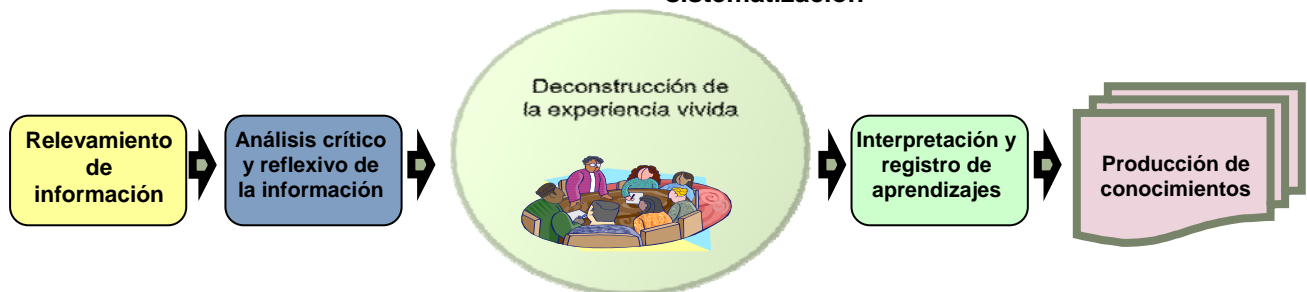 sistematización
Deconstrucción de
la experiencia vivida
Relevamiento
de
información
Análisis crítico
y reflexivo de
la información
Interpretación y
registro de
aprendizajes
Producción de
conocimientos